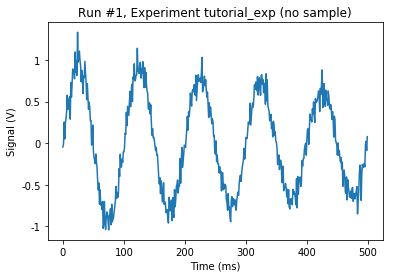 Run #1, Experiment tutorial_exp (no sample)
Signal (V)
1
0.5
0
-0.5
-1
0 100 200 300 400 500
Time (ms)